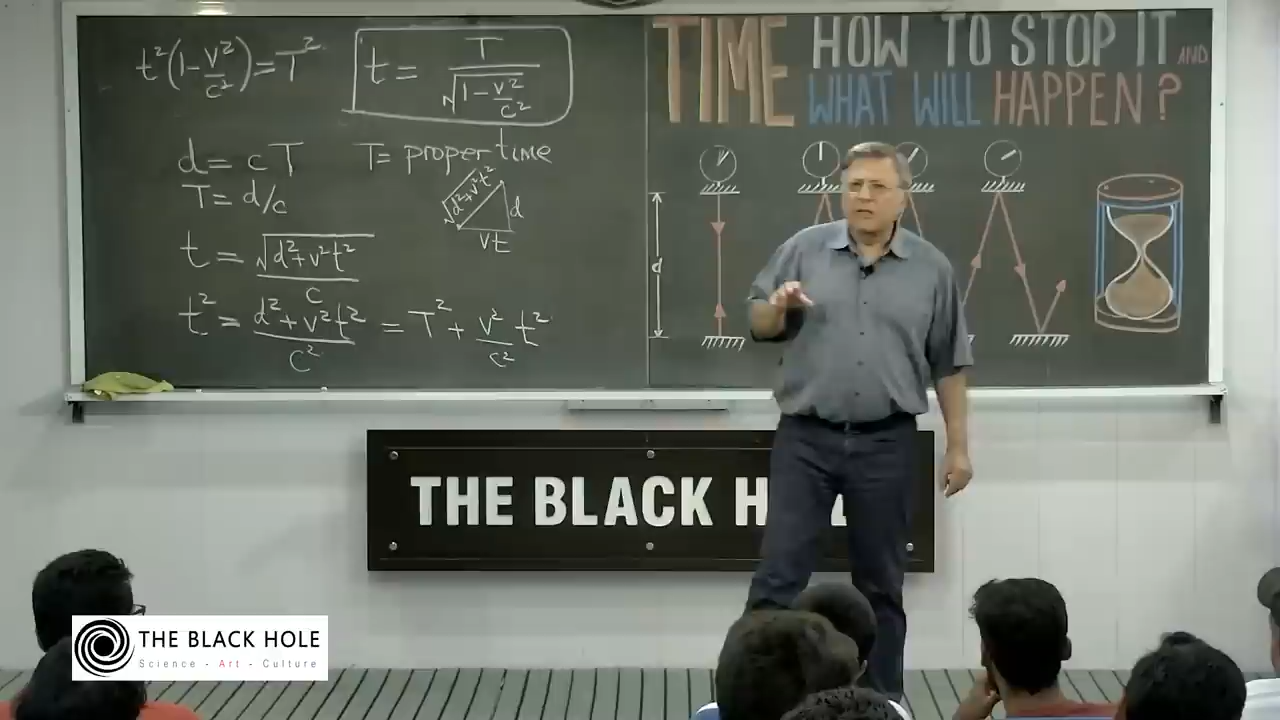 t²(1-v²/c²)=T²
t = T/√(1-v²/c²)
d = cT
T= proper time
T= d/c
√d²+v²t²
d
vt
t = √(d²+v²t²)/c
t² = (d²+v²t²)/c² = T² + v²/c² t²
TIME HOW TO STOP IT AND
WHAT WILL HAPPEN?
d
THE BLACK H
THE BLACK HOLE
Science - Art - Culture